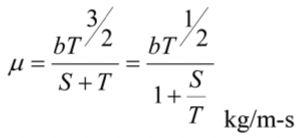 μ = bT^{3/2} / (S + T) = bT^{1/2} / (1 + S/T) kg/m-s